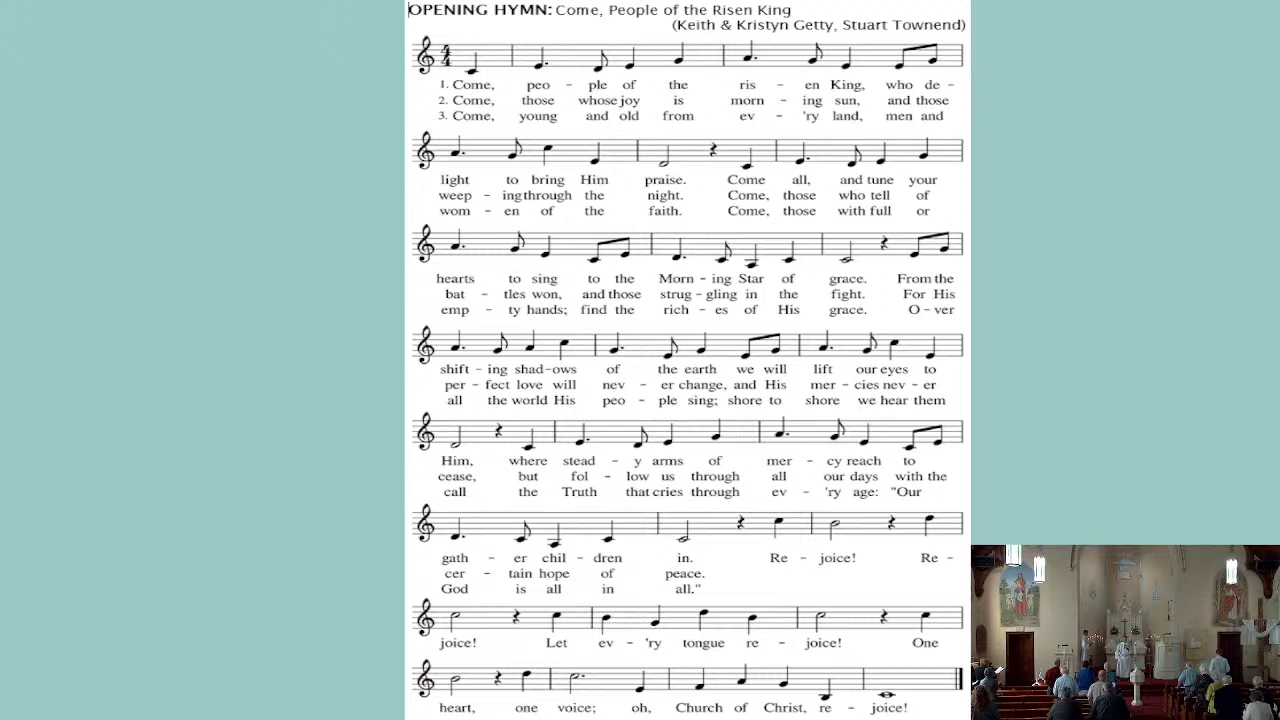 OPENING HYMN: Come, People of the Risen King
(Keith & Kristyn Getty, Stuart Townend)
1. Come, peo - ple of the ris - en King, who de -
2. Come, those whose joy is morn - ing sun, and those
3. Come, young and old from ev - 'ry land, men and
light to bring Him praise. Come all, and tune your
weep - ing through the night. Come, those who tell of
wom - en of the faith. Come, those with full or
hearts to sing to the Morn - ing Star of grace. From the
bat - tles won, and those strug - gling in the fight. For His
emp - ty hands; find the rich - es of His grace. O - ver
shift - ing shad - ows of the earth we will lift our eyes to
per - fect love will nev - er change, and His mer - cies nev - er
all the world His peo - ple sing; shore to shore we hear them
Him, where stead - y arms of mer - cy reach to
cease, but fol - low us through all our days with the
call the Truth that cries through ev - 'ry age: "Our
gath - er chil - dren in. Re - joice! Re -
cer - tain hope of peace.
God is all in all."
joice! Let ev - 'ry tongue re - joice! One
heart, one voice; oh, Church of Christ, re - joice!